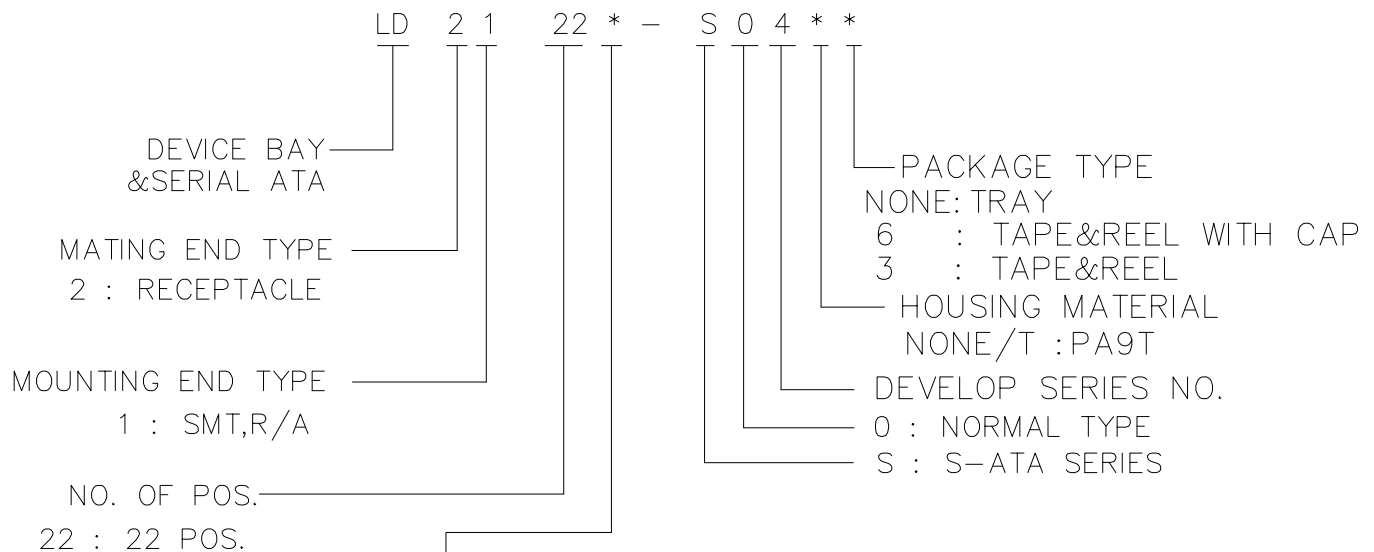 LD 2 1 22 * - S 0 4 * *
DEVICE BAY
&SERIAL ATA
MATING END TYPE
2 : RECEPTACLE
MOUNTING END TYPE
1 : SMT,R/A
NO. OF POS.
22 : 22 POS.
PACKAGE TYPE
NONE: TRAY
6 : TAPE&REEL WITH CAP
3 : TAPE&REEL
HOUSING MATERIAL
NONE/T :PA9T
DEVELOP SERIES NO.
0 : NORMAL TYPE
S : S-ATA SERIES